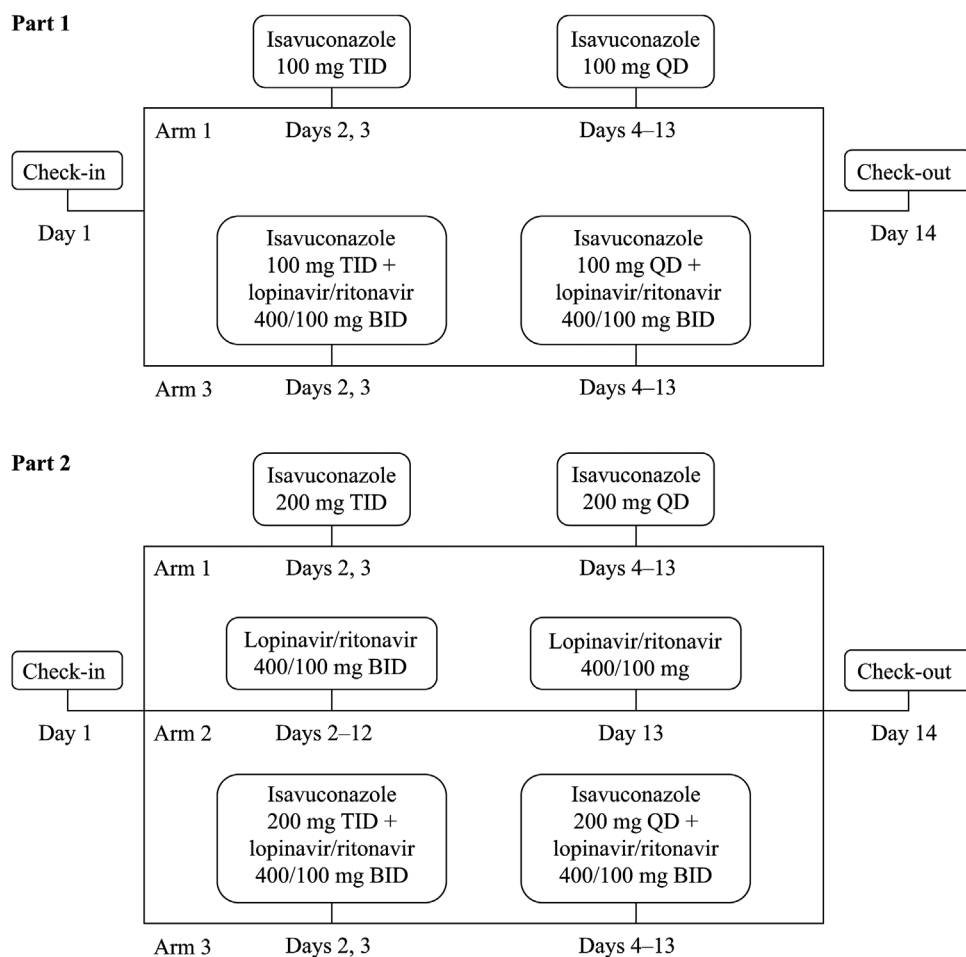 Part 1
Isavuconazole
100 mg TID
Isavuconazole
100 mg QD
Arm 1
Days 2, 3
Days 4–13
Check-in
Check-out
Day 1
Day 14
Isavuconazole
100 mg TID +
lopinavir/ritonavir
400/100 mg BID
Isavuconazole
100 mg QD +
lopinavir/ritonavir
400/100 mg BID
Arm 3
Days 2, 3
Days 4–13
Part 2
Isavuconazole
200 mg TID
Isavuconazole
200 mg QD
Arm 1
Days 2, 3
Days 4–13
Lopinavir/ritonavir
400/100 mg BID
Lopinavir/ritonavir
400/100 mg
Check-in
Check-out
Day 1
Arm 2
Days 2–12
Day 13
Day 14
Isavuconazole
200 mg TID +
lopinavir/ritonavir
400/100 mg BID
Isavuconazole
200 mg QD +
lopinavir/ritonavir
400/100 mg BID
Arm 3
Days 2, 3
Days 4–13